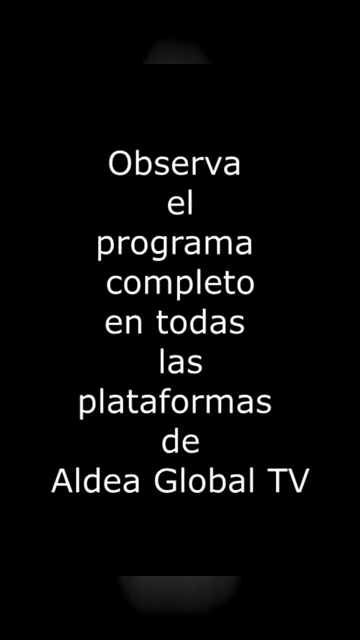 Observa
el
programa
completo
en todas
las
plataformas
de
Aldea Global TV